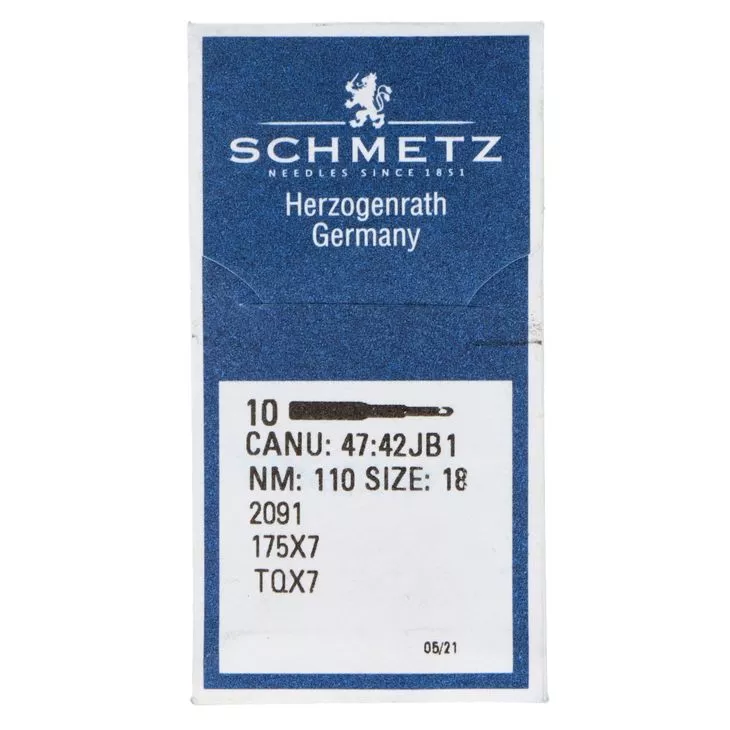 SCHMETZ
NEEDLES SINCE 1851
Herzogenrath
Germany
10
CANU: 47:42JB1
NM: 110 SIZE: 18
2091
175X7
TQX7
05/21